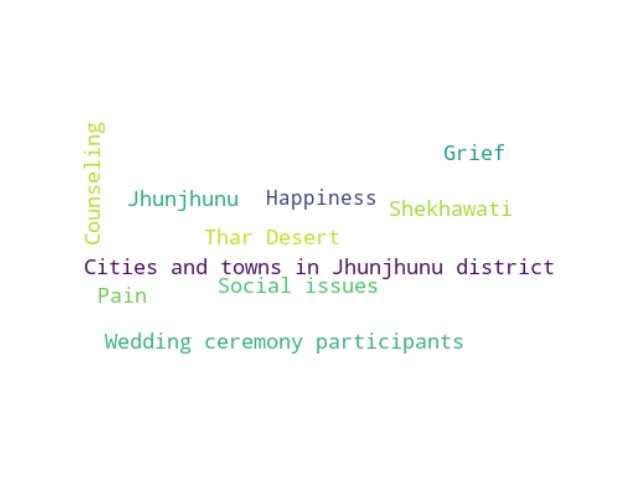 Counseling
Grief
Jhunjhunu
Happiness
Shekhawati
Thar Desert
Cities and towns in Jhunjhunu district
Social issues
Pain
Wedding ceremony participants